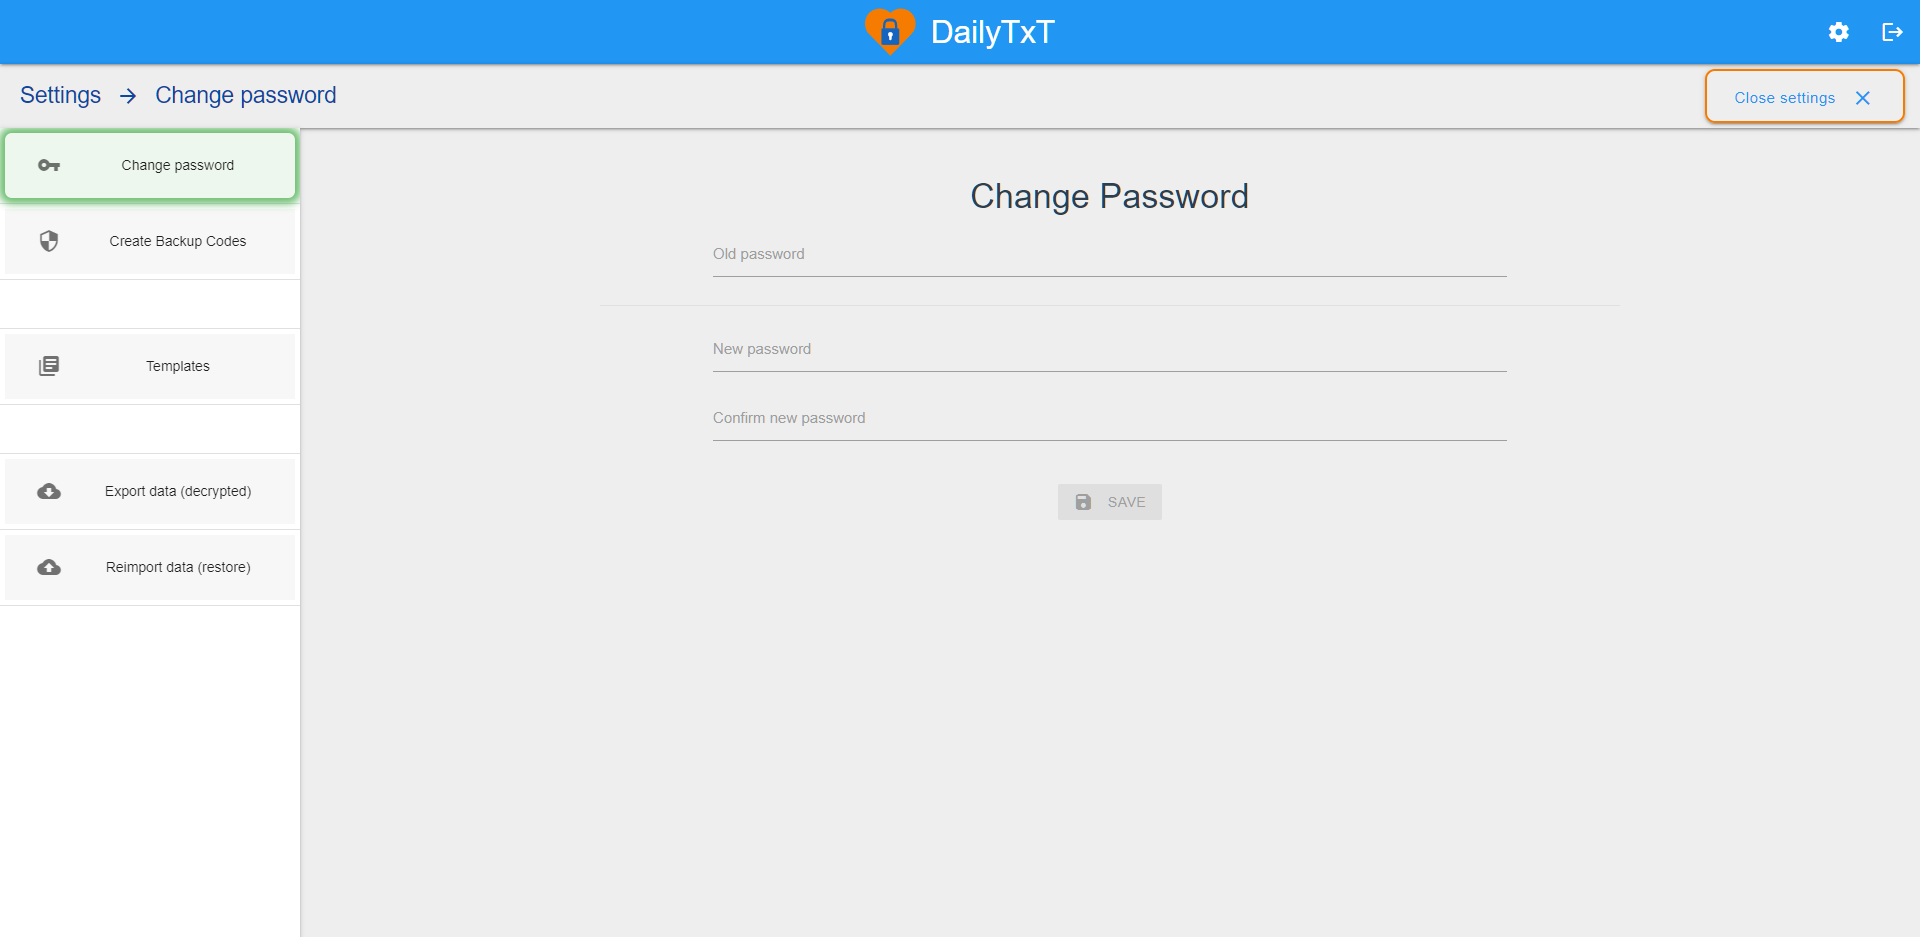 DailyTxT
Settings → Change password
Close settings
Change password
Create Backup Codes
Templates
Export data (decrypted)
Reimport data (restore)
Change Password
Old password
New password
Confirm new password
SAVE